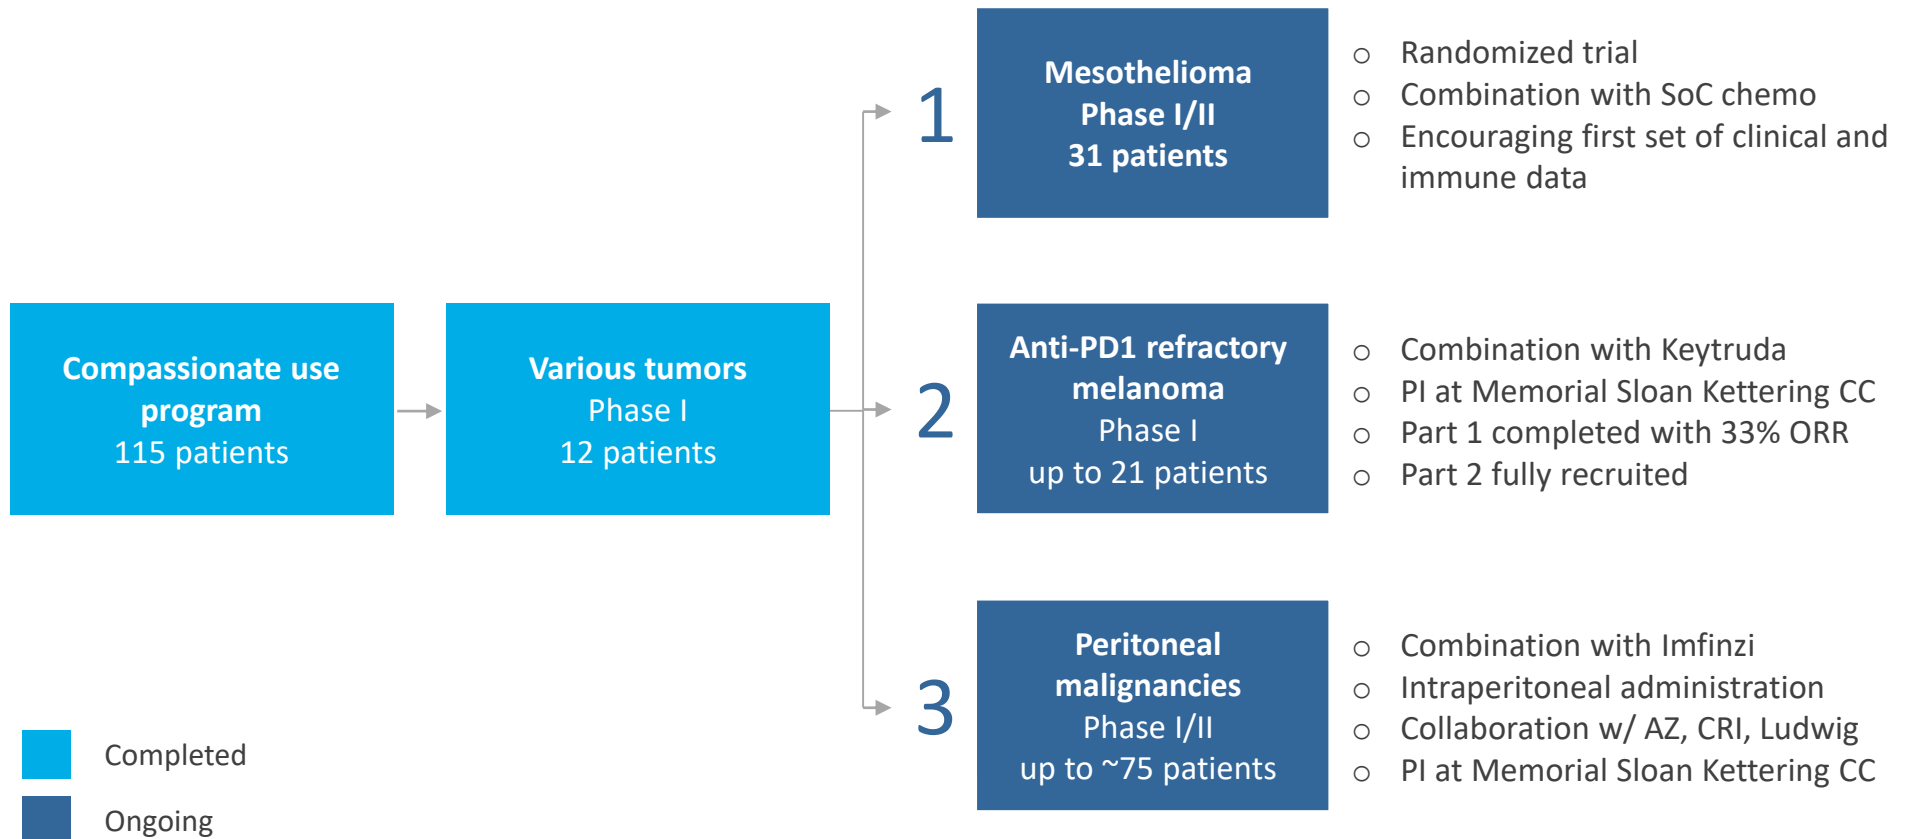 Compassionate use
program
115 patients
Various tumors
Phase I
12 patients
1
Mesothelioma
Phase I/II
31 patients
○ Randomized trial
○ Combination with SoC chemo
○ Encouraging first set of clinical and
immune data
2
Anti-PD1 refractory
melanoma
Phase I
up to 21 patients
○ Combination with Keytruda
○ PI at Memorial Sloan Kettering CC
○ Part 1 completed with 33% ORR
○ Part 2 fully recruited
3
Peritoneal
malignancies
Phase I/II
up to ~75 patients
○ Combination with Imfinzi
○ Intraperitoneal administration
○ Collaboration w/ AZ, CRI, Ludwig
○ PI at Memorial Sloan Kettering CC
Completed
Ongoing